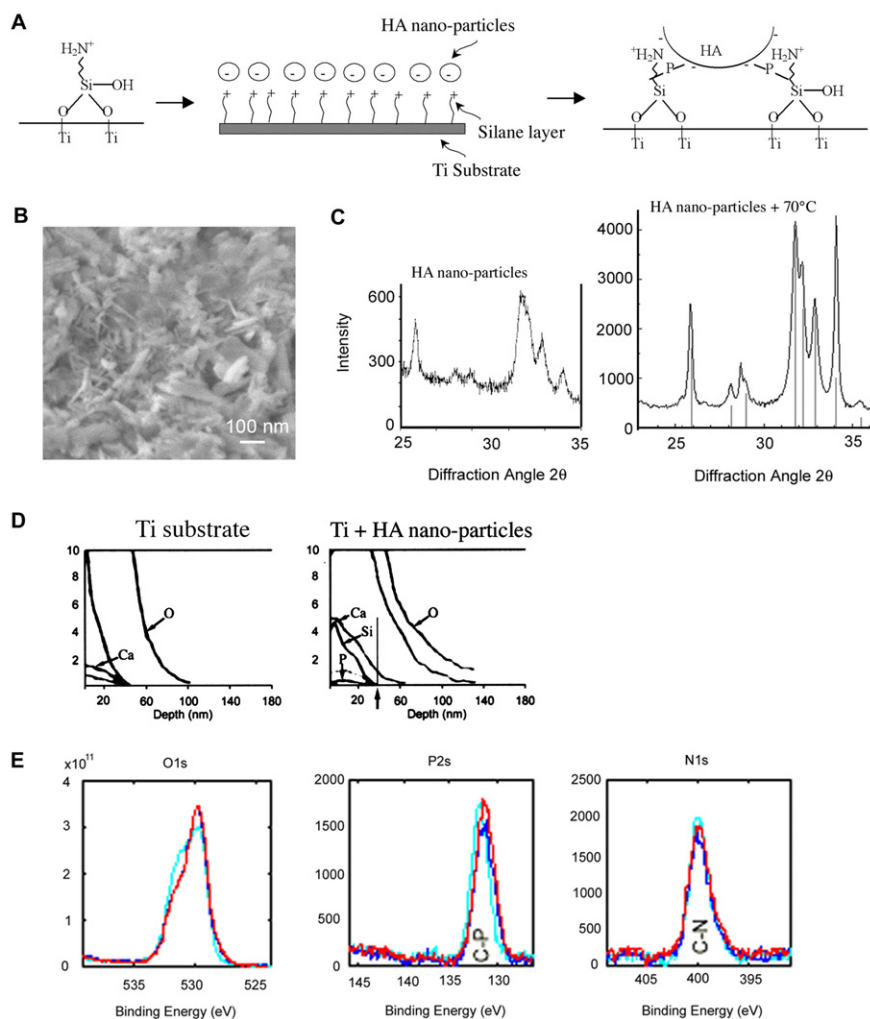 A
HA nano-particles
H₂N⁺
Si
OH
O
O
Ti
Ti
- - - - - - - -
+ + + + + + + + +
Silane layer
Ti Substrate
- HA -
⁺H₂N
H₂N⁺
P - - P
Si
Si
OH
O
O
O
O
Ti
Ti
Ti
Ti
B
100 nm
C
HA nano-particles
Intensity
600
300
0
25
31
35
Diffraction Angle 2θ
HA nano-particles + 70°C
4000
3000
2000
1000
0
25
30
35
Diffraction Angle 2θ
D
Ti substrate
10
8
6
4
2
O
Ca
20
60
100
140
180
Depth (nm)
Ti + HA nano-particles
10
8
6
4
2
Ca
Si
P
O
20
60
100
140
180
Depth (nm)
E
O1s
x10¹¹
4
3
2
1
0
535
530
525
Binding Energy (eV)
P2s
2000
1500
1000
500
0
C-P
145
140
135
130
Binding Energy (eV)
N1s
2500
2000
1500
1000
500
0
C-N
405
400
395
Binding Energy (eV)